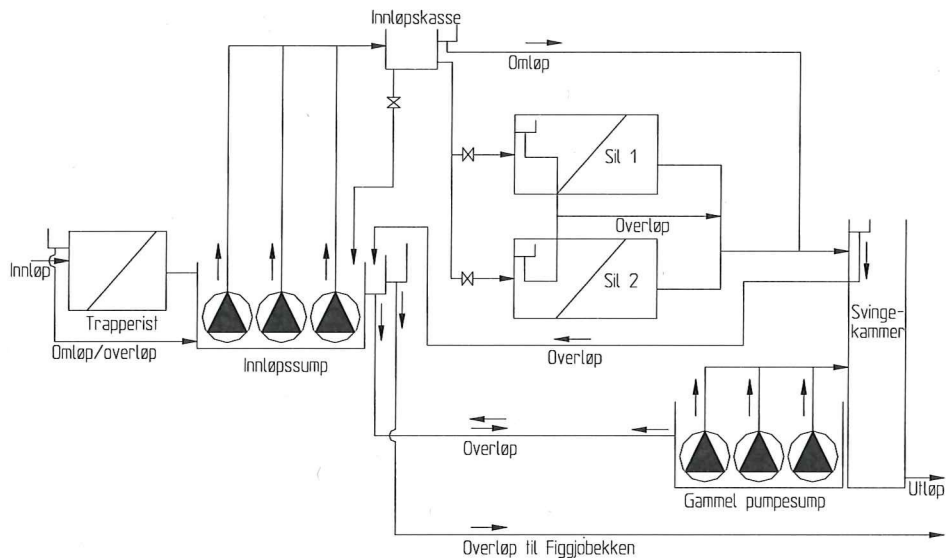 Innløpskasse
Omløp
Sil 1
Overløp
Sil 2
Innløp
Trapperist
Omløp/overløp
Innløpssump
Overløp
Svinge-
kammer
Overløp
Gammel pumpesump
Utløp
Overløp til Figgjobekken